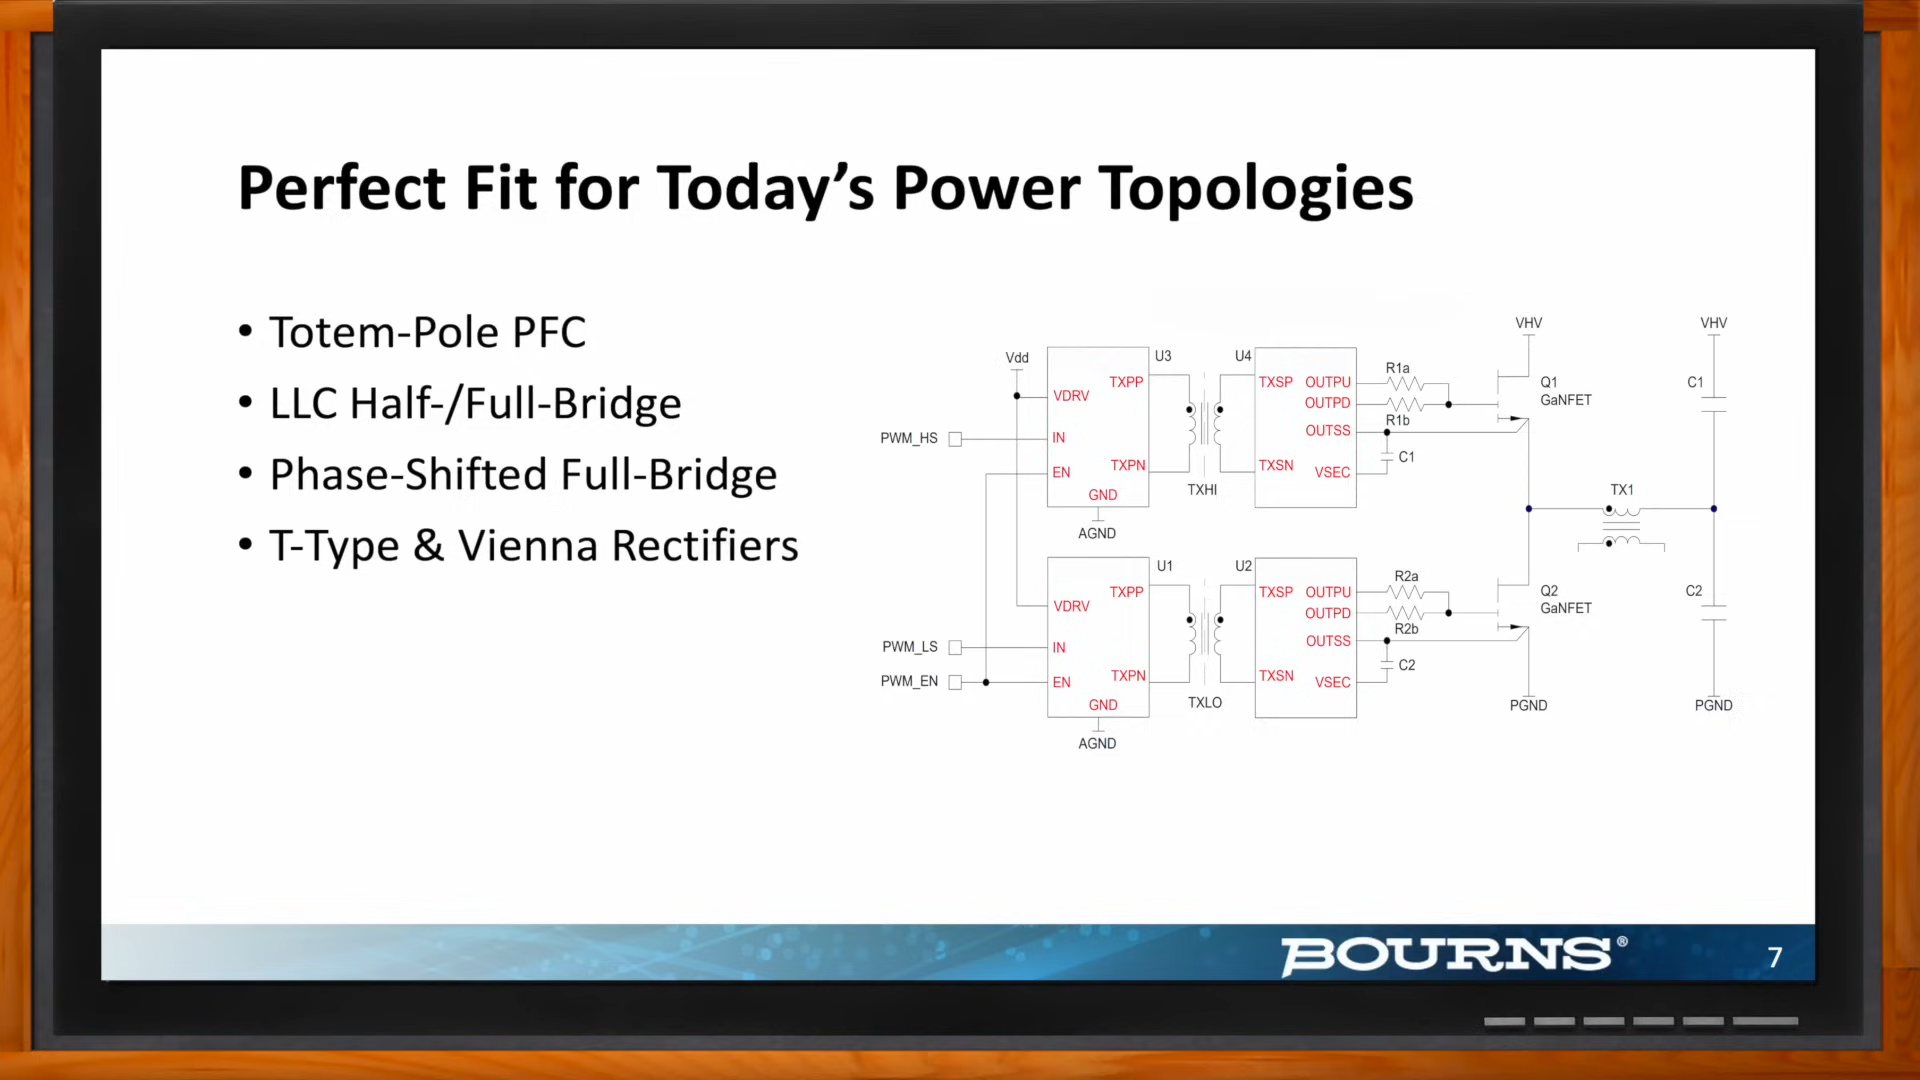 Perfect Fit for Today's Power Topologies
• Totem-Pole PFC
• LLC Half-/Full-Bridge
• Phase-Shifted Full-Bridge
• T-Type & Vienna Rectifiers
VHV VHV
Vdd U3 U4 R1a
TXPP TXSP OUTPU Q1 C1
VDRV OUTPD GaNFET
R1b
PWM_HS IN OUTSS
C1
EN TXPN TXSN VSEC
GND TXHI TX1
AGND
U1 U2 R2a
TXPP TXSP OUTPU Q2 C2
VDRV OUTPD GaNFET
R2b
PWM_LS IN OUTSS
C2
PWM_EN EN TXPN TXSN VSEC
GND TXLO PGND PGND
AGND
BOURNS®
7